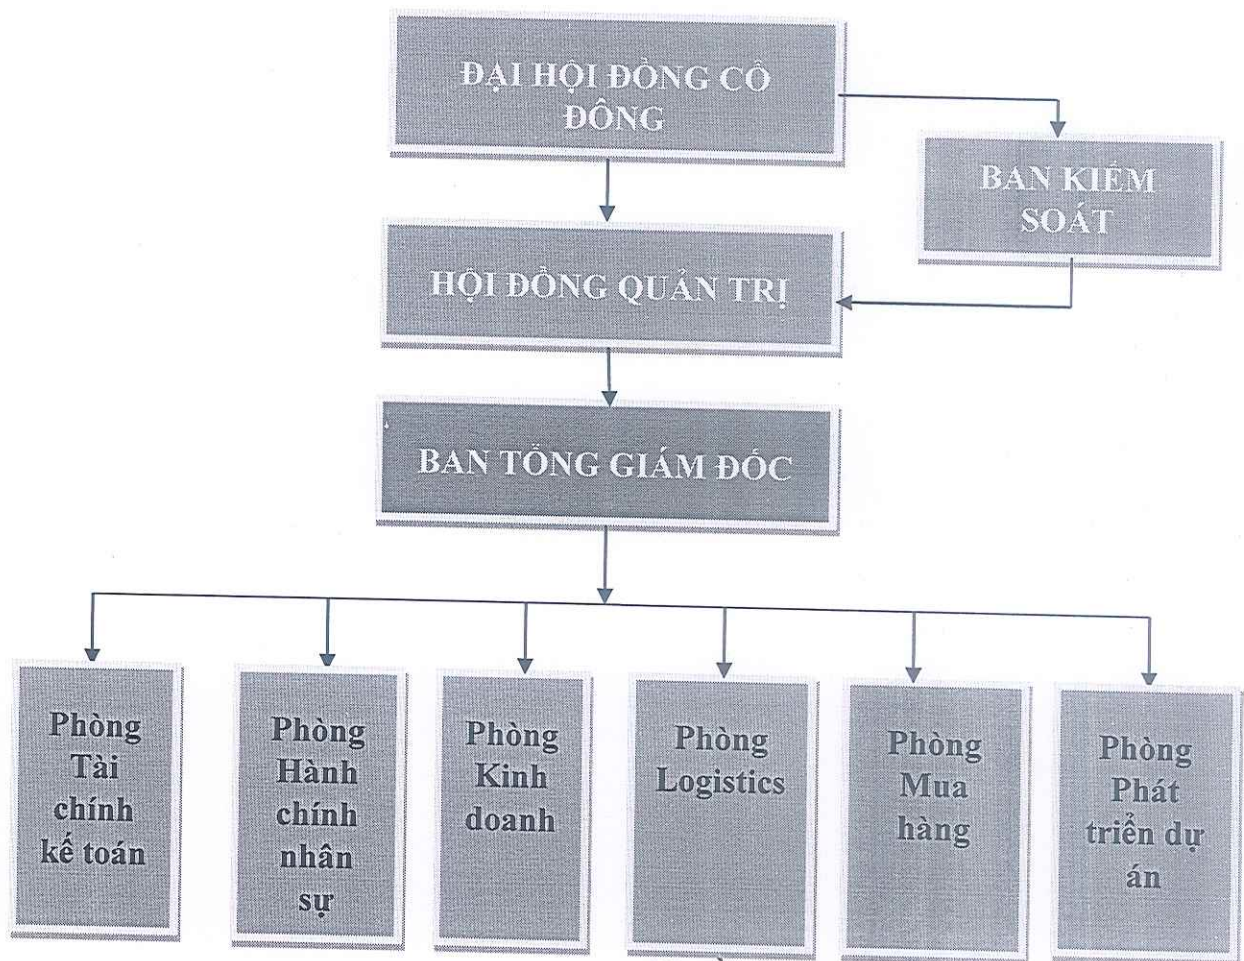 ĐẠI HỘI ĐỒNG CỔ
ĐÔNG
BAN KIỂM
SOÁT
HỘI ĐỒNG QUẢN TRỊ
BAN TỔNG GIÁM ĐỐC
Phòng
Tài
chính
kế toán
Phòng
Hành
chính
nhân
sự
Phòng
Kinh
doanh
Phòng
Logistics
Phòng
Mua
hàng
Phòng
Phát
triển dự
án